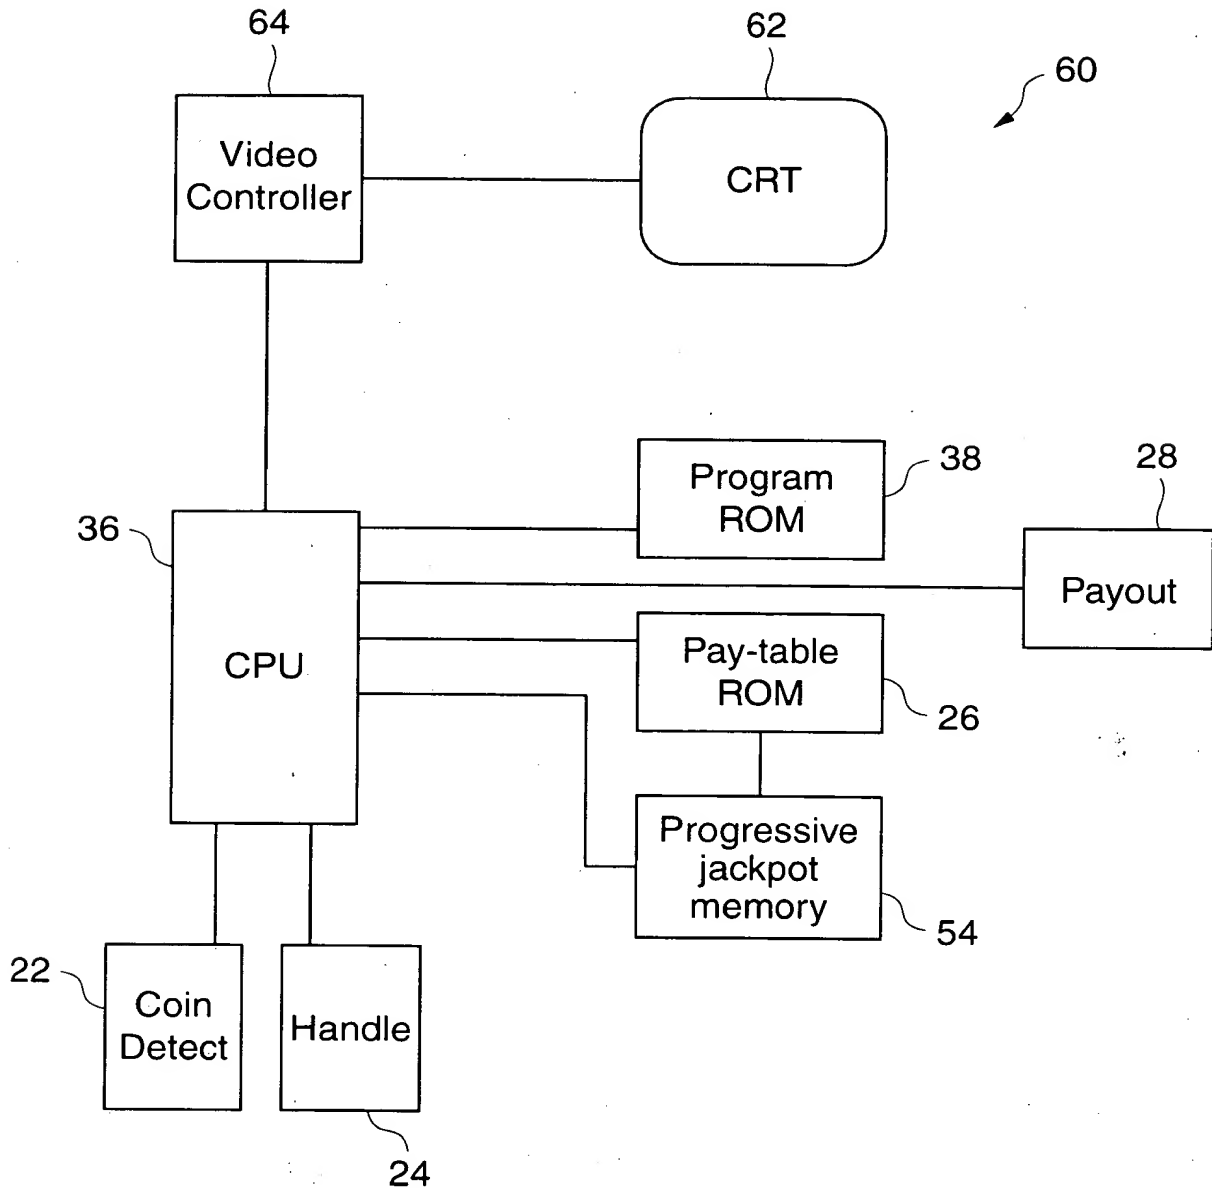 64
62
60
Video
Controller
CRT
38
28
Program
ROM
36
Payout
CPU
Pay-table
ROM
26
Progressive
jackpot
memory
54
22
Coin
Detect
Handle
24